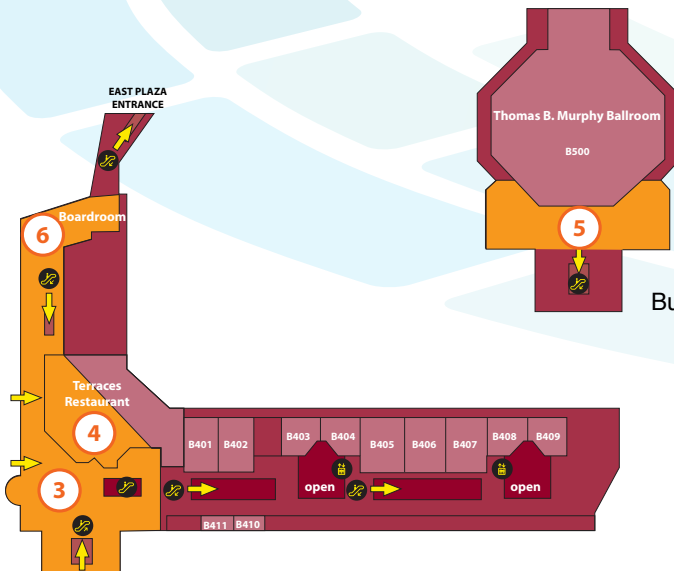 EAST PLAZA
ENTRANCE
Thomas B. Murphy Ballroom
B500
Boardroom
6
5
Bu
Terraces
Restaurant
4
B401
B402
B403
B404
B405
B406
B407
B408
B409
3
open
open
B411
B410